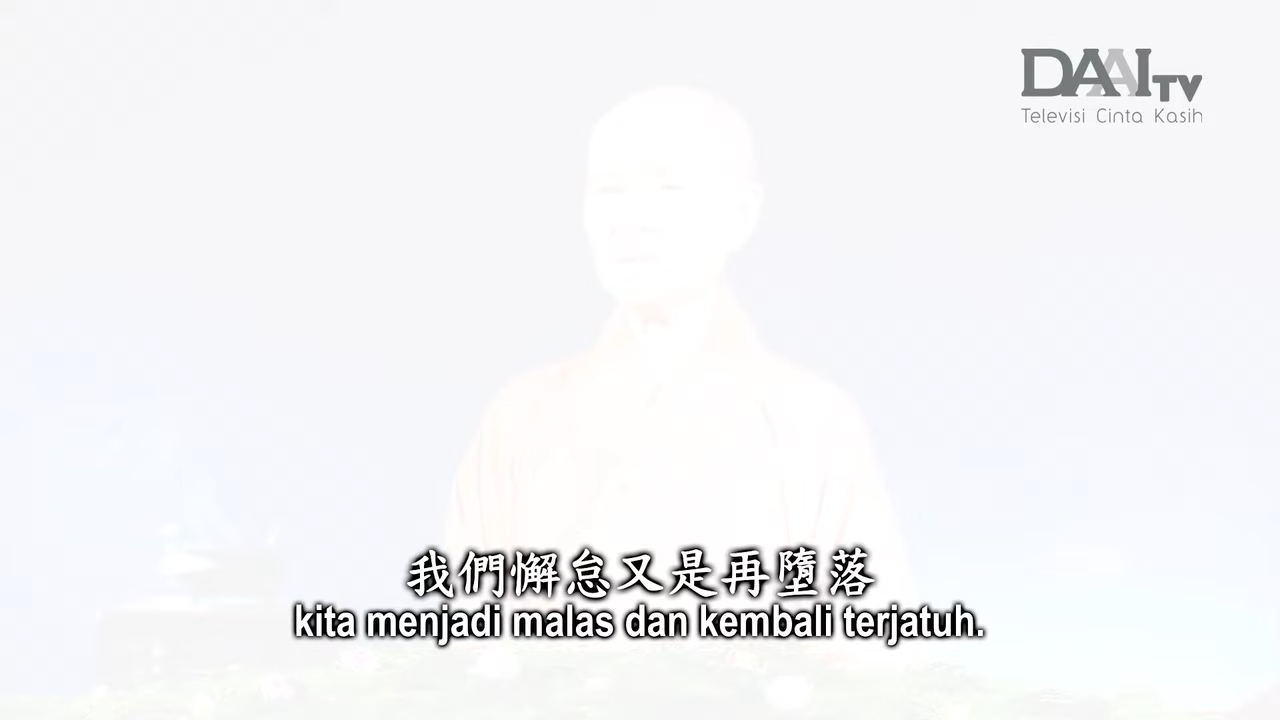 DAAI TV
Televisi Cinta Kasih
我們懈怠又是再墮落
kita menjadi malas dan kembali terjatuh.